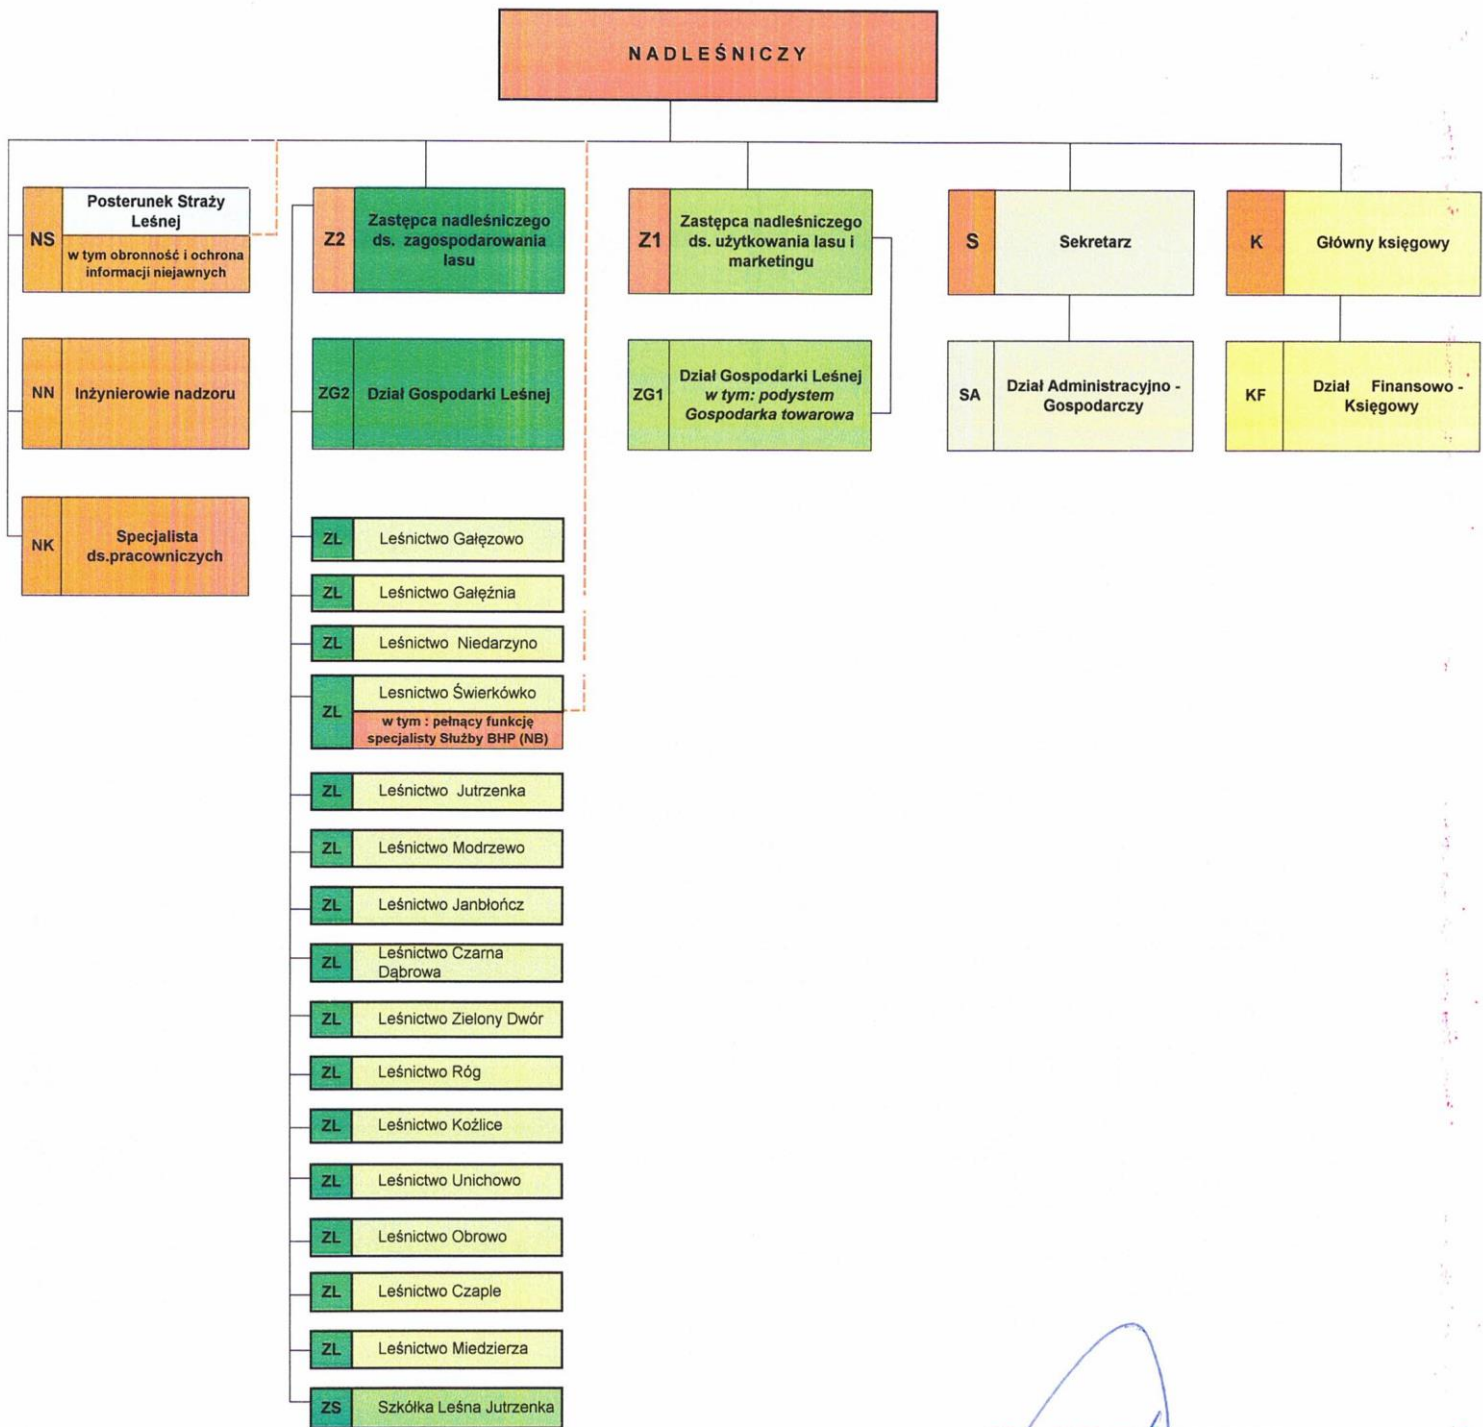 NADLEŚNICZY
NS
Posterunek Straży
Leśnej
w tym obronność i ochrona
informacji niejawnych
Z2
Zastępca nadleśniczego
ds. zagospodarowania
lasu
Z1
Zastępca nadleśniczego
ds. użytkowania lasu i
marketingu
S
Sekretarz
K
Główny księgowy
NN
Inżynierowie nadzoru
ZG2
Dział Gospodarki Leśnej
ZG1
Dział Gospodarki Leśnej
w tym: podystem
Gospodarka towarowa
SA
Dział Administracyjno -
Gospodarczy
KF
Dział Finansowo -
Księgowy
NK
Specjalista
ds.pracowniczych
ZL Leśnictwo Gałęzowo
ZL Leśnictwo Gałęźnia
ZL Leśnictwo Niedarzyno
ZL Lesnictwo Świerkówko
w tym : pełnący funkcję
specjalisty Służby BHP (NB)
ZL Leśnictwo Jutrzenka
ZL Leśnictwo Modrzewo
ZL Leśnictwo Janbłończ
ZL Leśnictwo Czarna
Dąbrowa
ZL Leśnictwo Zielony Dwór
ZL Leśnictwo Róg
ZL Leśnictwo Koźlice
ZL Leśnictwo Unichowo
ZL Leśnictwo Obrowo
ZL Leśnictwo Czaple
ZL Leśnictwo Miedzierza
ZS Szkółka Leśna Jutrzenka